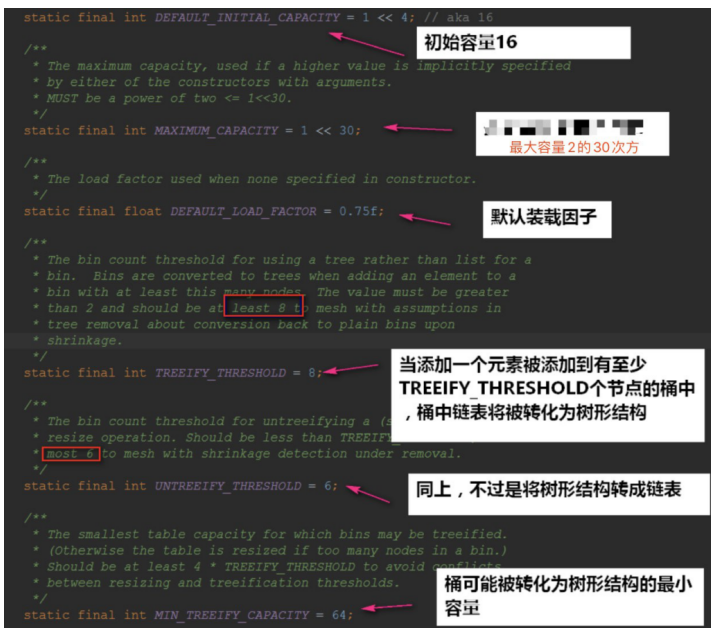 static final int DEFAULT_INITIAL_CAPACITY = 1 << 4; // aka 16
初始容量16
/**
* The maximum capacity, used if a higher value is implicitly specified
* by either of the constructors with arguments.
* MUST be a power of two <= 1<<30.
*/
static final int MAXIMUM_CAPACITY = 1 << 30;
最大容量2的30次方
/**
* The load factor used when none specified in constructor.
*/
static final float DEFAULT_LOAD_FACTOR = 0.75f;
默认装载因子
/**
* The bin count threshold for using a tree rather than list for a
* bin.  Bins are converted to trees when adding an element to a
* bin with at least this many nodes. The value must be greater
* than 2 and should be at least 8 to mesh with assumptions in
* tree removal about conversion back to plain bins upon
* shrinkage.
*/
static final int TREEIFY_THRESHOLD = 8;
当添加一个元素被添加到有至少
TREEIFY_THRESHOLD个节点的桶中
，桶中链表将被转化为树形结构
/**
* The bin count threshold for untreeifying a (s
* resize operation. Should be less than TREEIFY_
* most 6 to mesh with shrinkage detection under removal.
*/
static final int UNTREEIFY_THRESHOLD = 6;
同上，不过是将树形结构转成链表
/**
* The smallest table capacity for which bins may be treeified.
* (Otherwise the table is resized if too many nodes in a bin.)
* Should be at least 4 * TREEIFY_THRESHOLD to avoid conflicts
* between resizing and treeification thresholds.
*/
static final int MIN_TREEIFY_CAPACITY = 64;
桶可能被转化为树形结构的最小
容量